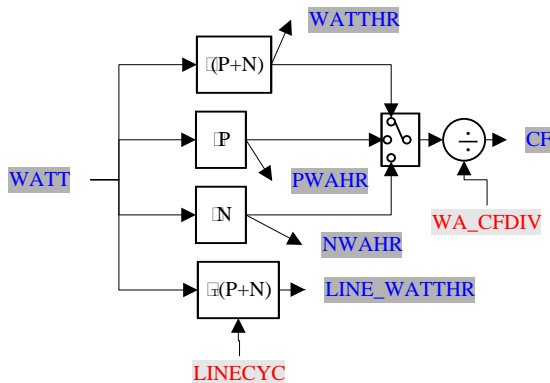 WATTHR
(P+N)
P
PWAHR
WATT
÷
CF
N
NWAHR
WA_CFDIV
T(P+N)
LINE_WATTHR
LINECYC